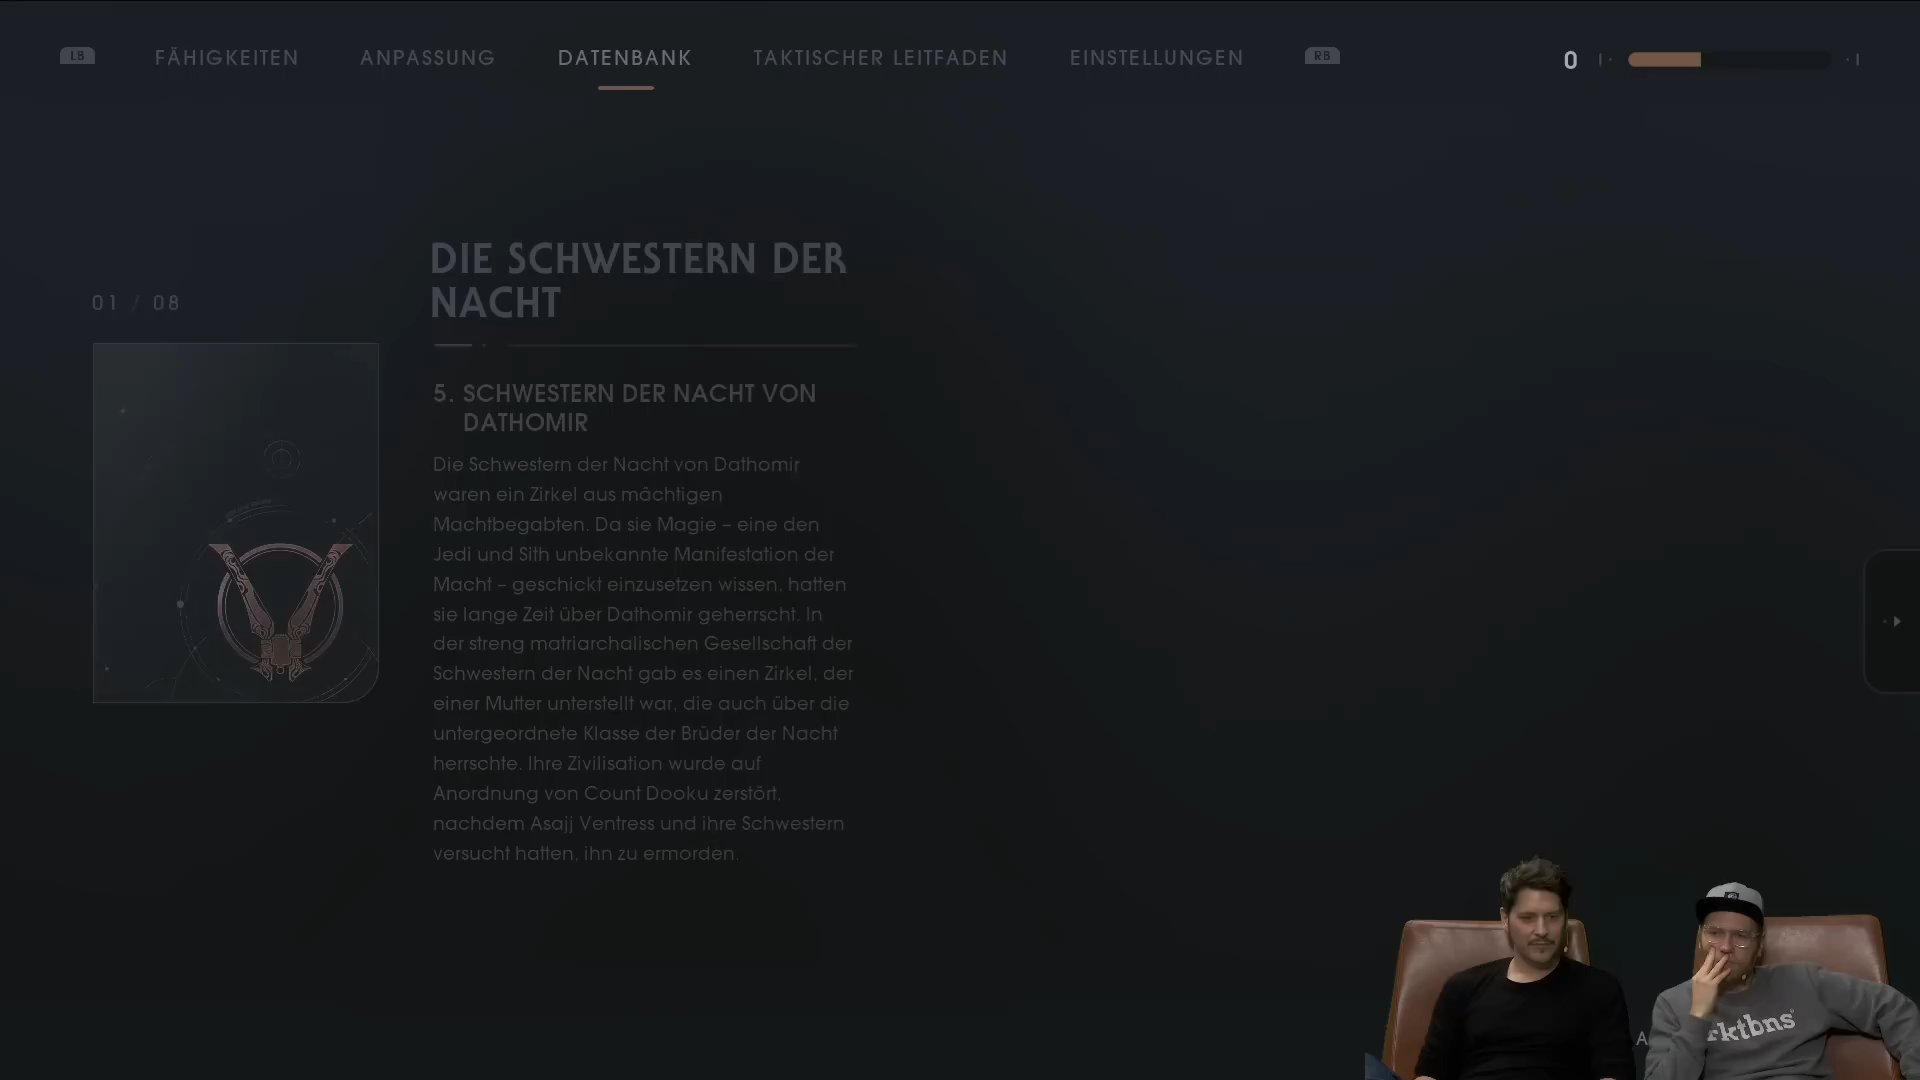 LB FÄHIGKEITEN ANPASSUNG DATENBANK TAKTISCHER LEITFADEN EINSTELLUNGEN RB 0
DIE SCHWESTERN DER
NACHT
01 / 08
5. SCHWESTERN DER NACHT VON
DATHOMIR
Die Schwestern der Nacht von Dathomir
waren ein Zirkel aus mächtigen
Machtbegabten. Da sie Magie – eine den
Jedi und Sith unbekannte Manifestation der
Macht – geschickt einzusetzen wissen, hatten
sie lange Zeit über Dathomir geherrscht. In
der streng matriarchalischen Gesellschaft der
Schwestern der Nacht gab es einen Zirkel, der
einer Mutter unterstellt war, die auch über die
untergeordnete Klasse der Brüder der Nacht
herrschte. Ihre Zivilisation wurde auf
Anordnung von Count Dooku zerstört,
nachdem Asajj Ventress und ihre Schwestern
versucht hatten, ihn zu ermorden.
rktbns